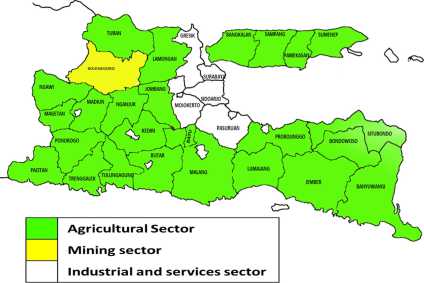 TUBAN
GRESIK
BANGKALAN
SAMPANG
SUMENEP
PAMEKASAN
LAMONGAN
BOJONEGORO
SURABAYA
NGAWI
JOMBANG
SIDOARJO
MADIUN
NGANJUK
MOJOKERTO
MAGETAN
PASURUAN
KEDIRI
SITUBONDO
PONOROGO
BATU
PROBOLINGGO
BONDOWOSO
BLITAR
PACITAN
TRENGGALEK
TULUNGAGUNG
MALANG
LUMAJANG
JEMBER
BANYUWANGI
Agricultural Sector
Mining sector
Industrial and services sector